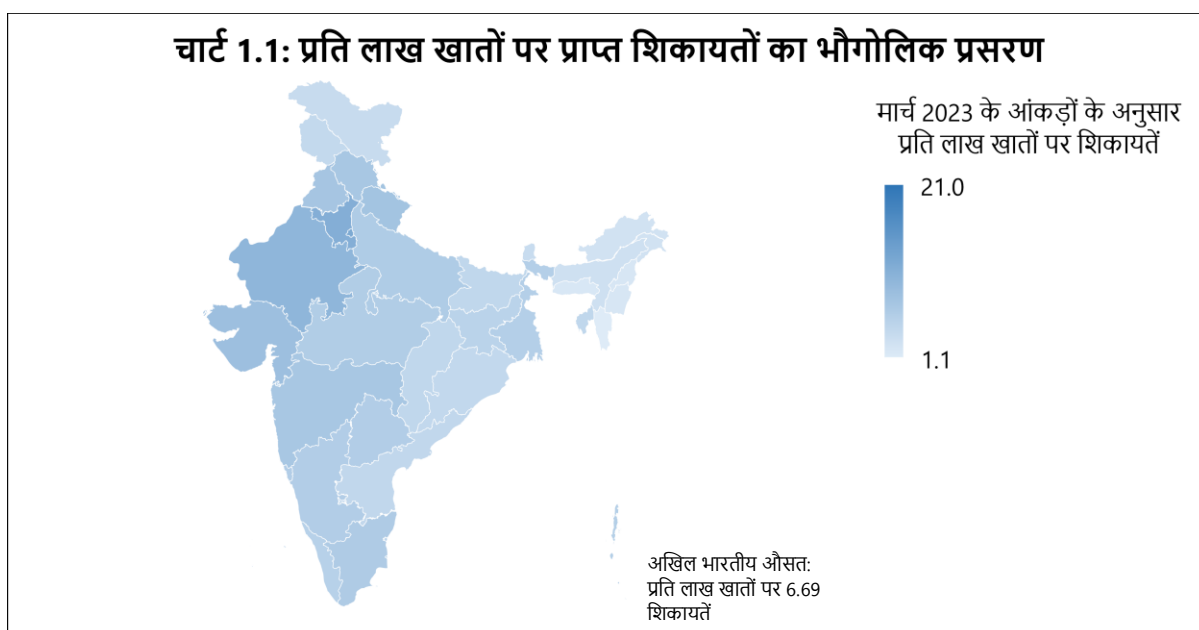 चार्ट 1.1: प्रति लाख खातों पर प्राप्त शिकायतों का भौगोलिक प्रसरण
मार्च 2023 के आंकड़ों के अनुसार
प्रति लाख खातों पर शिकायतें
21.0
1.1
अखिल भारतीय औसत:
प्रति लाख खातों पर 6.69
शिकायतें